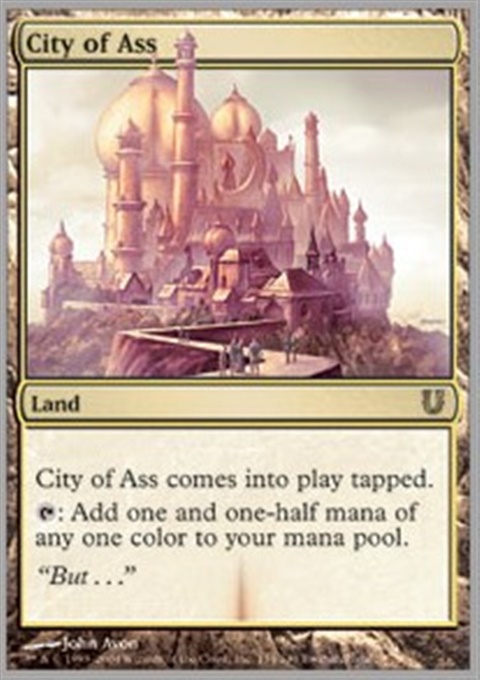 City of Ass
Land
City of Ass comes into play tapped.
: Add one and one-half mana of
any one color to your mana pool.
“But . . .”
John Avon